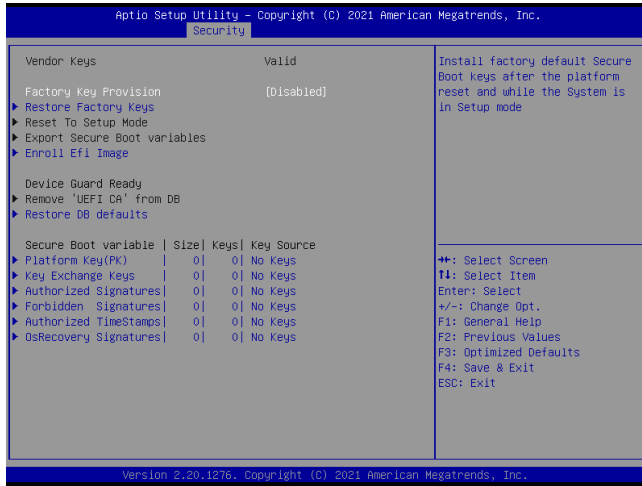 Aptio Setup Utility – Copyright (C) 2021 American Megatrends, Inc.
Security
Vendor Keys Valid
Factory Key Provision [Disabled]
▶ Restore Factory Keys
▶ Reset To Setup Mode
▶ Export Secure Boot variables
▶ Enroll Efi Image
Device Guard Ready
▶ Remove 'UEFI CA' from DB
▶ Restore DB defaults
Secure Boot variable | Size| Keys| Key Source
▶ Platform Key(PK) | 0| 0| No Keys
▶ Key Exchange Keys | 0| 0| No Keys
▶ Authorized Signatures| 0| 0| No Keys
▶ Forbidden Signatures| 0| 0| No Keys
▶ Authorized TimeStamps| 0| 0| No Keys
▶ OsRecovery Signatures| 0| 0| No Keys
Install factory default Secure
Boot keys after the platform
reset and while the System is
in Setup mode
→←: Select Screen
↑↓: Select Item
Enter: Select
+/-: Change Opt.
F1: General Help
F2: Previous Values
F3: Optimized Defaults
F4: Save & Exit
ESC: Exit
Version 2.20.1276. Copyright (C) 2021 American Megatrends, Inc.